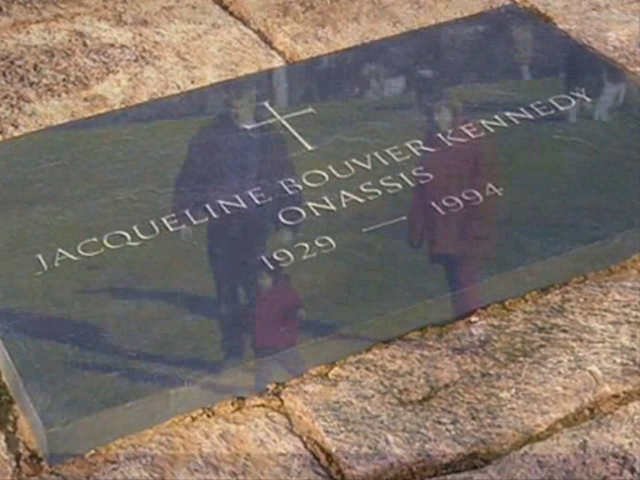 JACQUELINE BOUVIER KENNEDY
ONASSIS
1929 — 1994